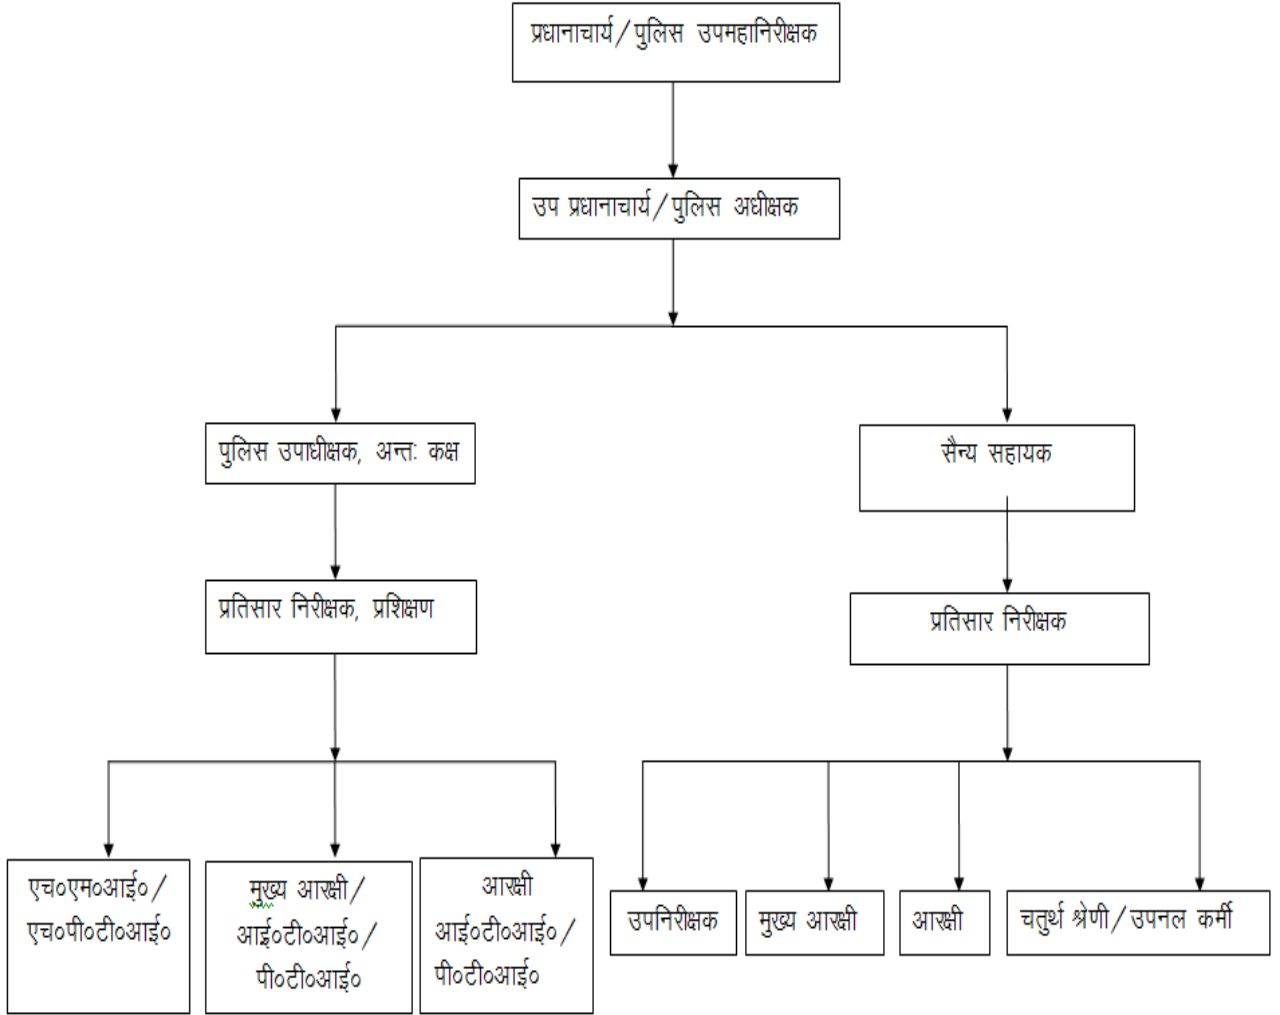 प्रधानाचार्य/पुलिस उपमहानिरीक्षक
उप प्रधानाचार्य/पुलिस अधीक्षक
पुलिस उपाधीक्षक, अन्तः कक्ष
सैन्य सहायक
प्रतिसार निरीक्षक, प्रशिक्षण
प्रतिसार निरीक्षक
एच०एम०आई०/
एच०पी०टी०आई०
मुख्य आरक्षी/
आई०टी०आई०/
पी०टी०आई०
आरक्षी
आई०टी०आई०/
पी०टी०आई०
उपनिरीक्षक
मुख्य आरक्षी
आरक्षी
चतुर्थ श्रेणी/उपनल कर्मी